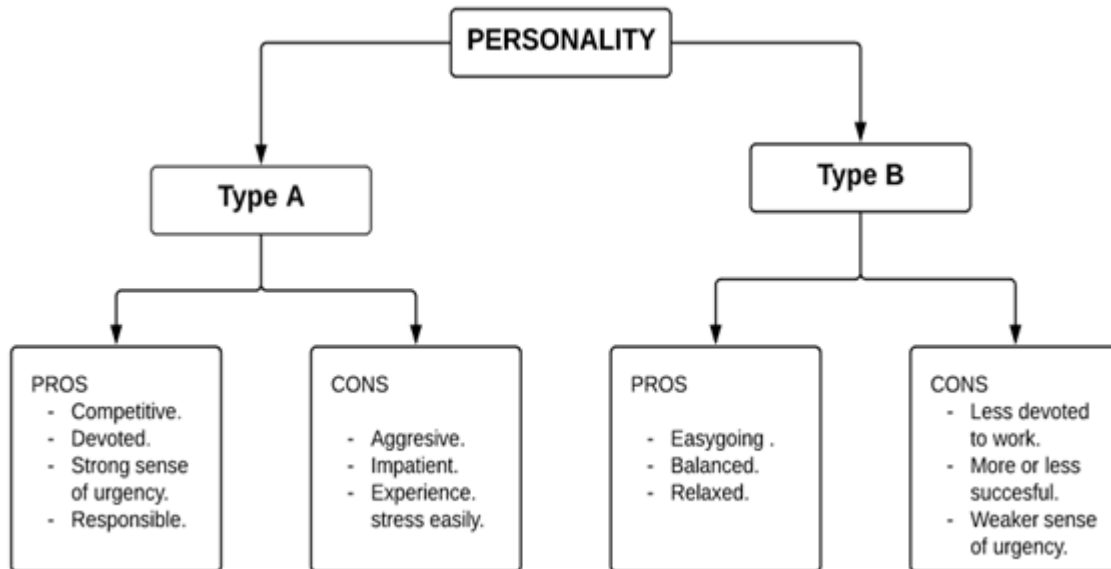 PERSONALITY
Type A
Type B
PROS
- Competitive.
- Devoted.
- Strong sense
of urgency.
- Responsible.
CONS
- Aggresive.
- Impatient.
- Experience.
stress easily.
PROS
- Easygoing .
- Balanced.
- Relaxed.
CONS
- Less devoted
to work.
- More or less
succesful.
- Weaker sense
of urgency.